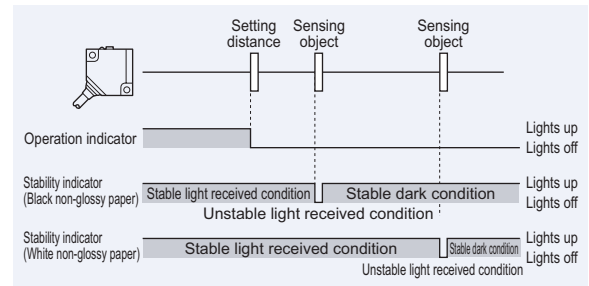 Setting distance
Sensing object
Sensing object
Operation indicator
Lights up
Lights off
Stability indicator
(Black non-glossy paper)
Stable light received condition
Stable dark condition
Lights up
Lights off
Unstable light received condition
Stability indicator
(White non-glossy paper)
Stable light received condition
Stable dark condition
Lights up
Lights off
Unstable light received condition